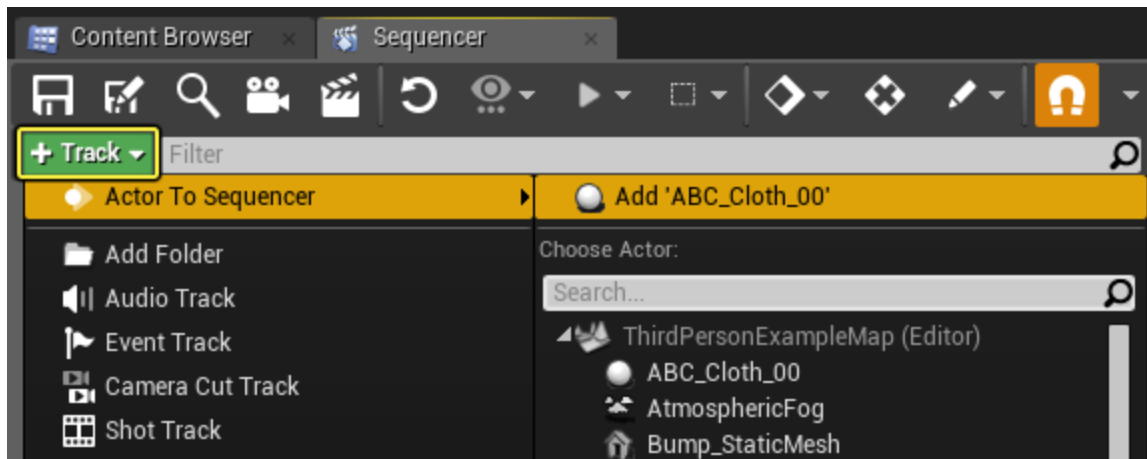 Content Browser
Sequencer
Track
Filter
Actor To Sequencer
Add 'ABC_Cloth_00'
Add Folder
Choose Actor:
Audio Track
Search...
Event Track
ThirdPersonExampleMap (Editor)
Camera Cut Track
ABC_Cloth_00
AtmosphericFog
Shot Track
Bump_StaticMesh